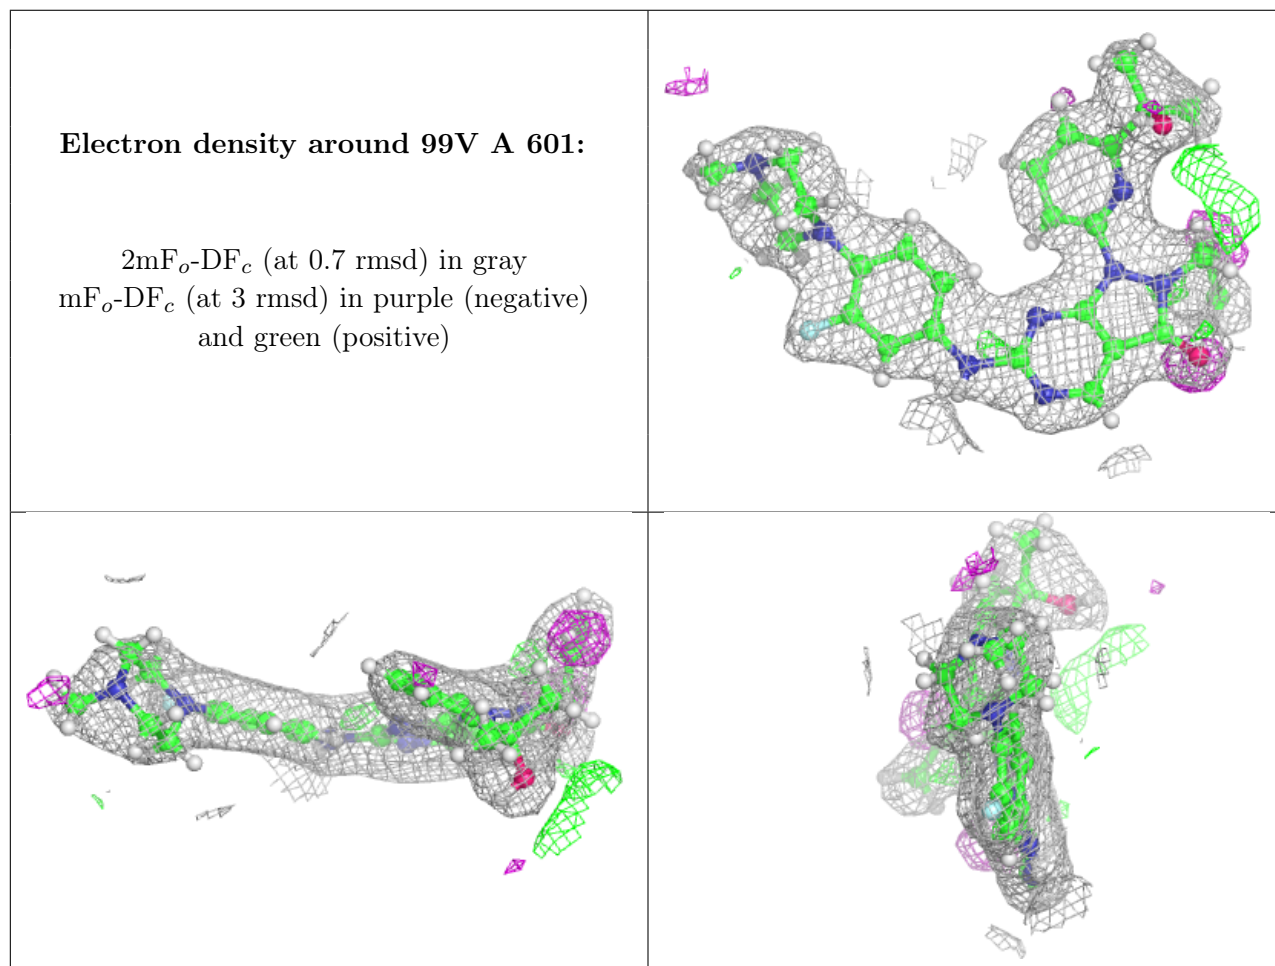 Electron density around 99V A 601:
2mFo-DFc (at 0.7 rmsd) in gray
mFo-DFc (at 3 rmsd) in purple (negative)
and green (positive)